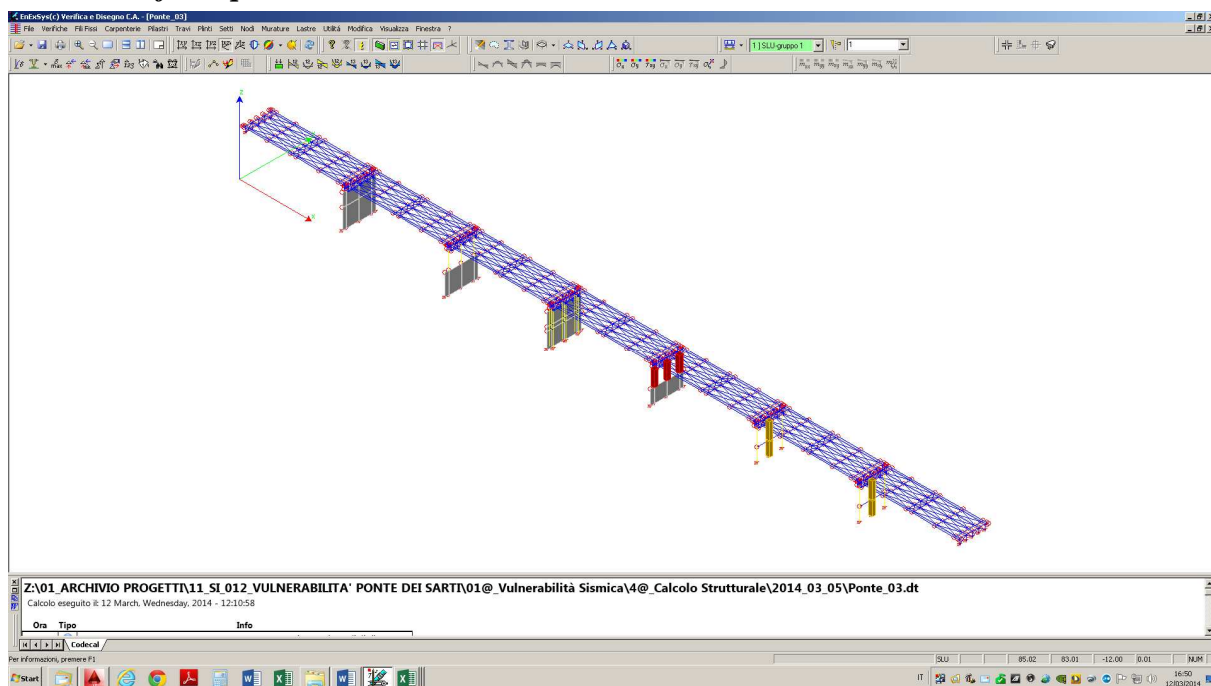 EnExSys(c) Verifica e Disegno C.A. - [Ponte_03]
File Verifiche Fili Fissi Carpenterie Pilastri Travi Plinti Setti Nodi Murature Lastre Utilità Modifica Visualizza Finestra ?
1 ] SLU-gruppo 1 1
z
x
Z:\01_ARCHIVIO PROGETTI\11_SI_012_VULNERABILITA' PONTE DEI SARTI\01@_Vulnerabilità Sismica\4@_Calcolo Strutturale\2014_03_05\Ponte_03.dt
Calcolo eseguito il: 12 March, Wednesday, 2014 - 12:10:58
Ora Tipo Info
Codecal
Per informazioni, premere F1
SLU 85.02 83.01 -12.00 0.01 NUM
Start
IT
16:50
12/03/2014